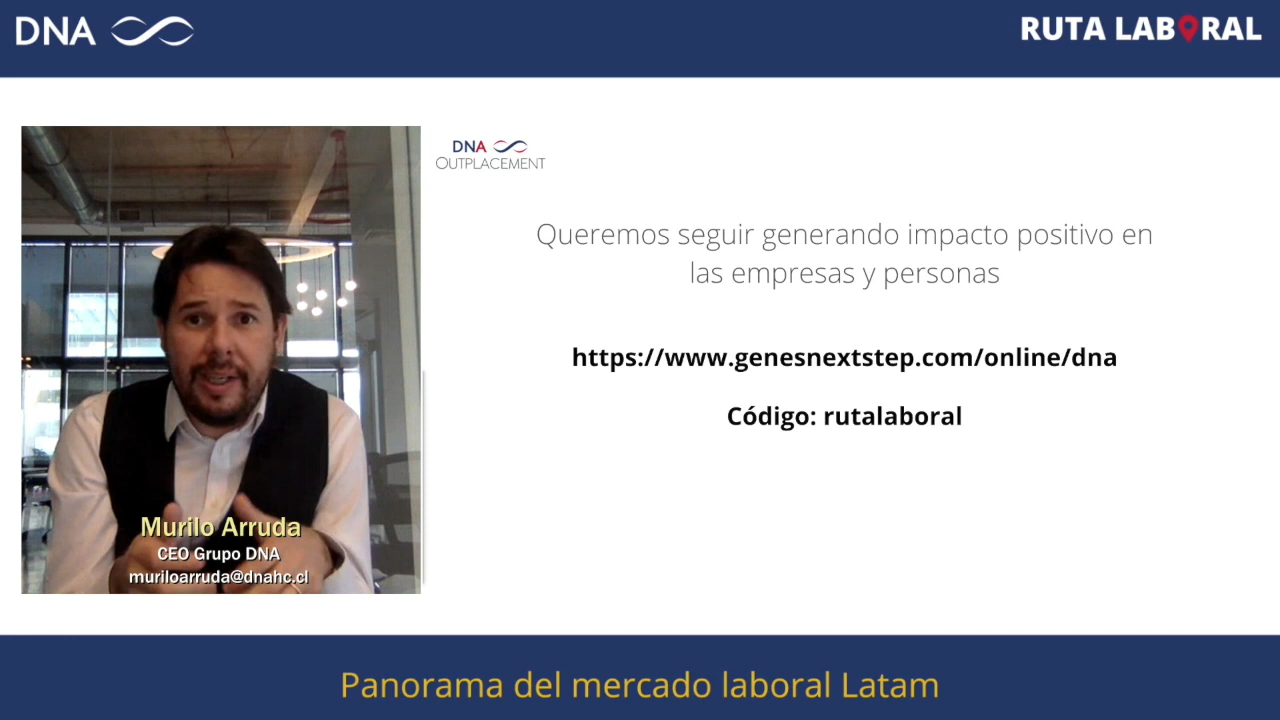 DNA
RUTA LABORAL
DNA
OUTPLACEMENT
Queremos seguir generando impacto positivo en
las empresas y personas
https://www.genesnextstep.com/online/dna
Código: rutalaboral
Murilo Arruda
CEO Grupo DNA
muriloarruda@dnahc.cl
Panorama del mercado laboral Latam